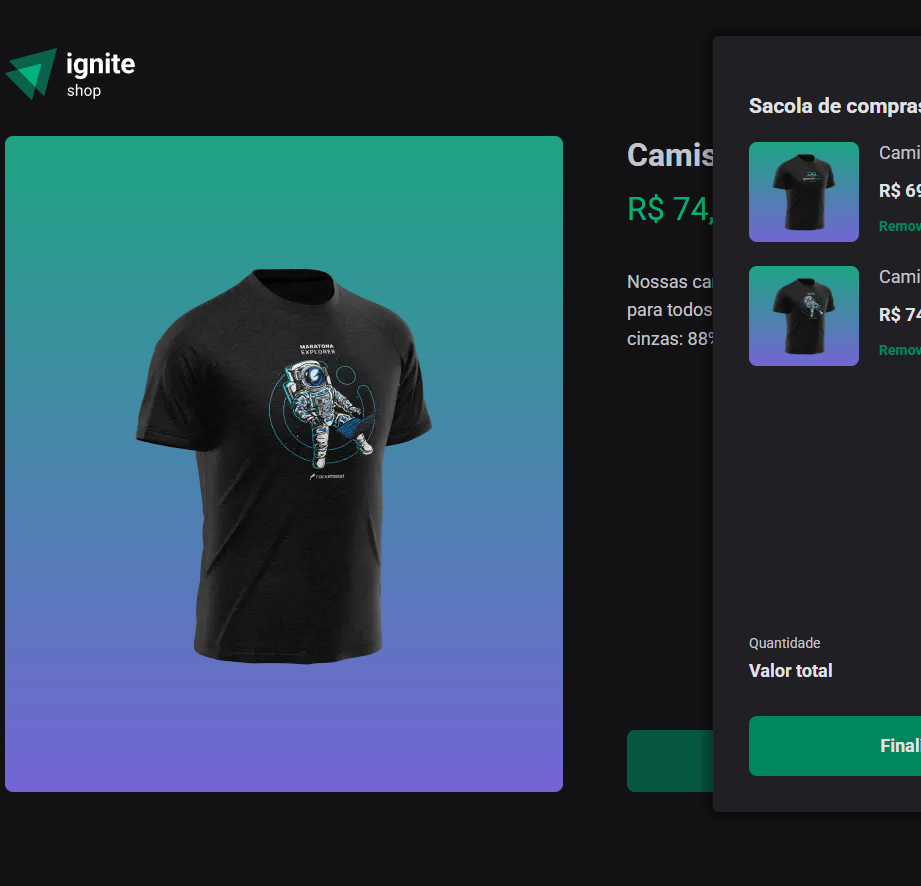 ignite
shop
MARATONA
EXPLORER
rocketseat
Camis
R$ 74,
Nossas ca
para todos
cinzas: 88%
Sacola de compras
Cami
R$ 69
Remov
Cami
R$ 74
Remov
Quantidade
Valor total
Final